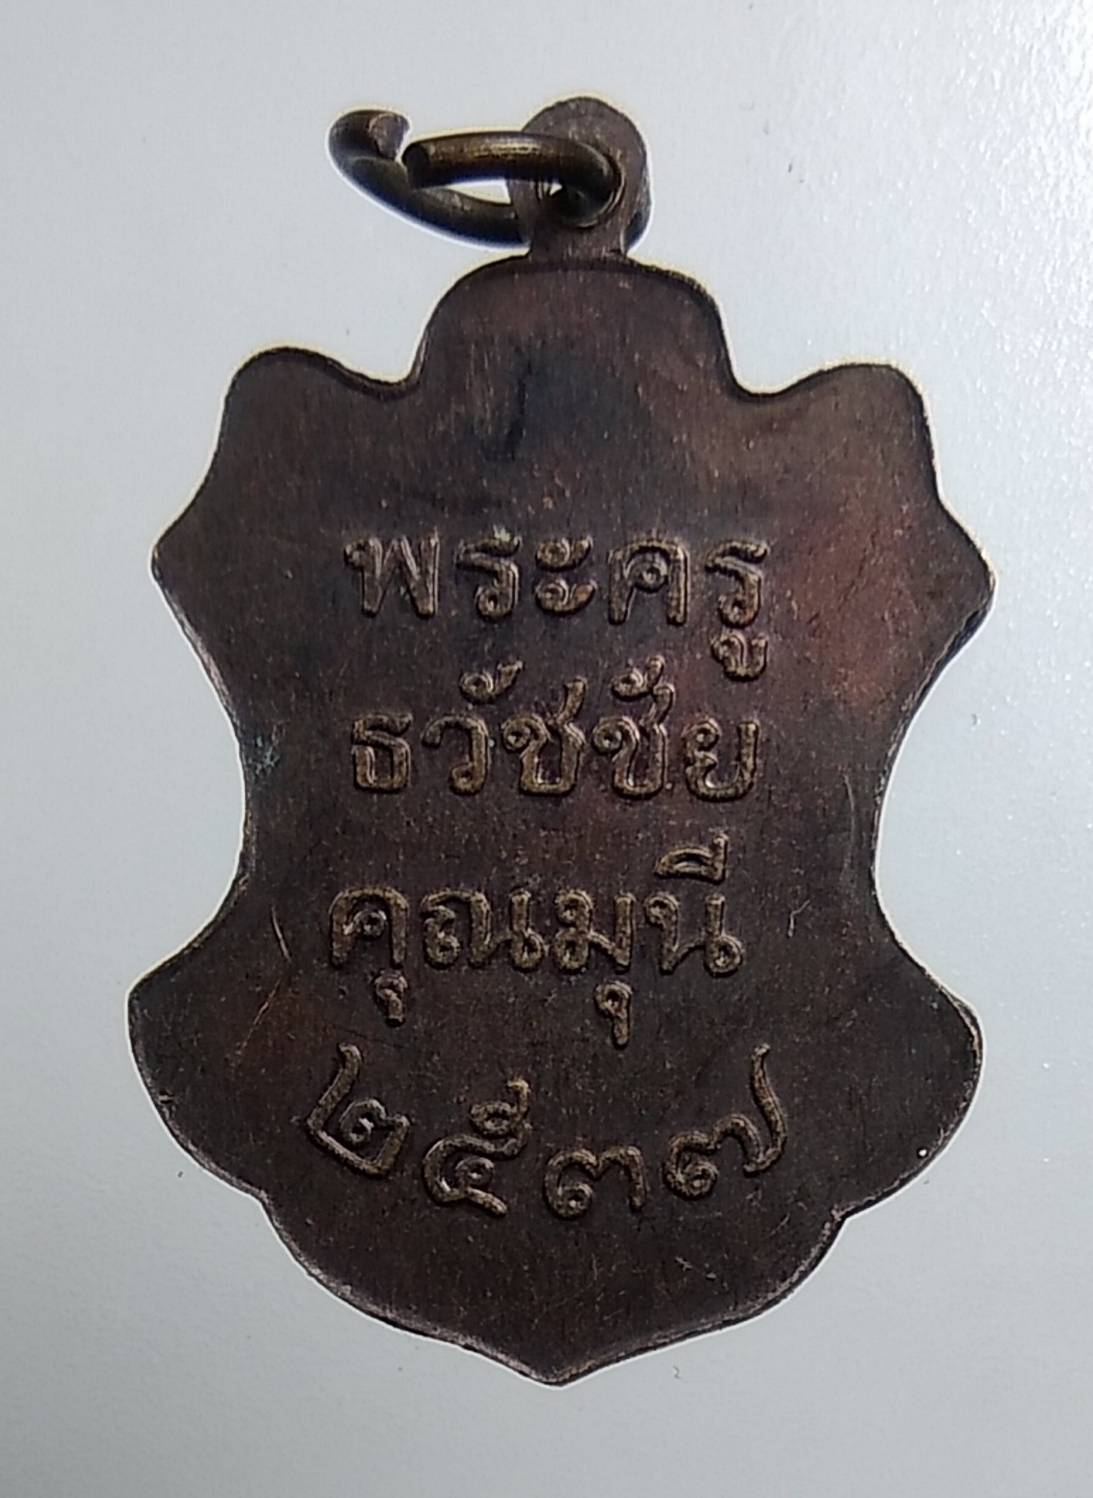 พระครู
ธวัชชัย
คุณมุนี
๒๕๓๗